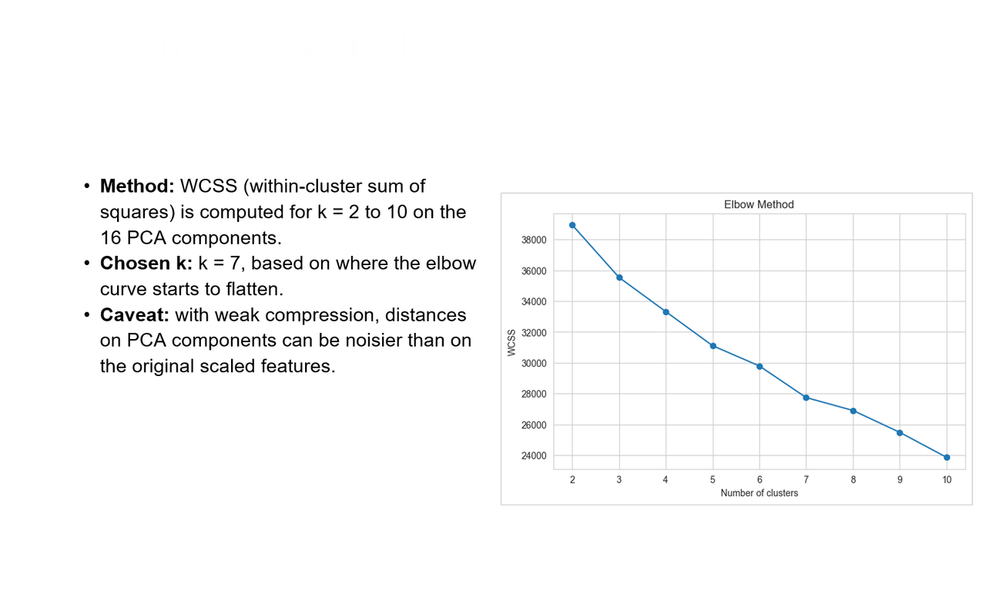 • Method: WCSS (within-cluster sum of
squares) is computed for k = 2 to 10 on the
16 PCA components.
• Chosen k: k = 7, based on where the elbow
curve starts to flatten.
• Caveat: with weak compression, distances
on PCA components can be noisier than on
the original scaled features.
Elbow Method
38000
36000
34000
32000
30000
28000
26000
24000
WCSS
2 3 4 5 6 7 8 9 10
Number of clusters